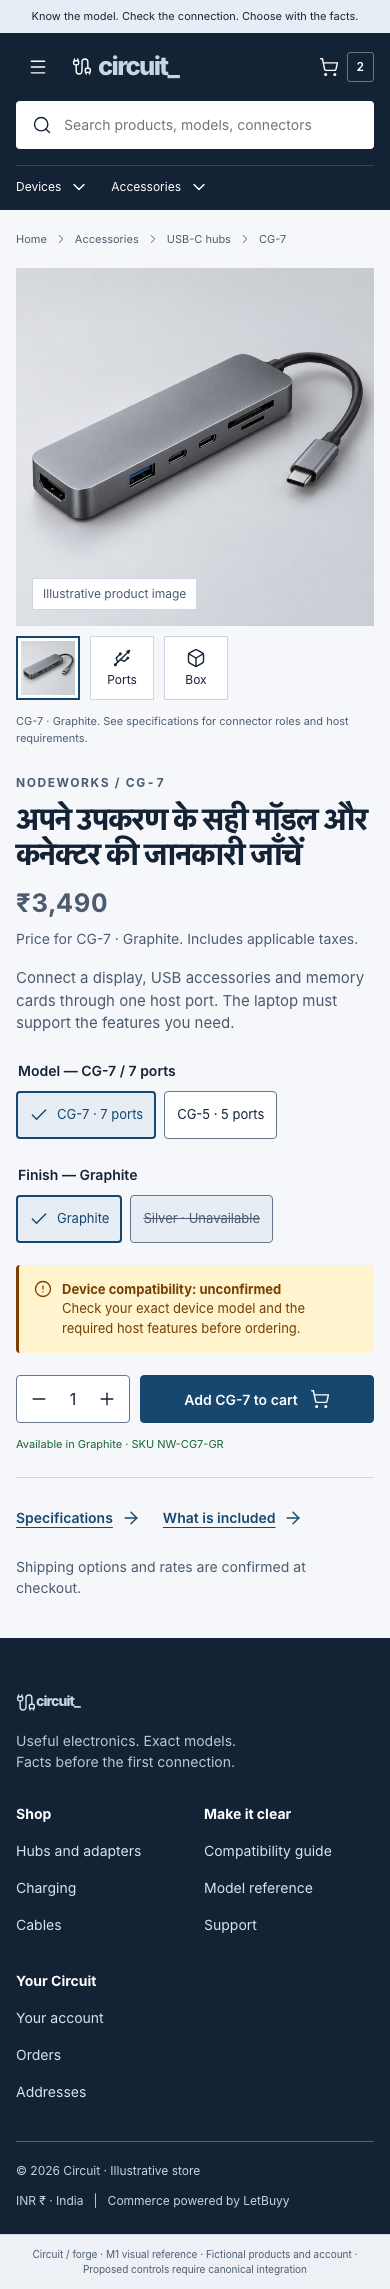 Know the model. Check the connection. Choose with the facts.
circuit_
2
Search products, models, connectors
Devices
Accessories
Home > Accessories > USB-C hubs > CG-7
Illustrative product image
Ports
Box
CG-7 · Graphite. See specifications for connector roles and host
requirements.
NODEWORKS / CG-7
अपने उपकरण के सही मॉडल और
कनेक्टर की जानकारी जाँचें
₹3,490
Price for CG-7 · Graphite. Includes applicable taxes.
Connect a display, USB accessories and memory
cards through one host port. The laptop must
support the features you need.
Model — CG-7 / 7 ports
CG-7 · 7 ports
CG-5 · 5 ports
Finish — Graphite
Graphite
Silver · Unavailable
Device compatibility: unconfirmed
Check your exact device model and the
required host features before ordering.
1
Add CG-7 to cart
Available in Graphite · SKU NW-CG7-GR
Specifications
What is included
Shipping options and rates are confirmed at
checkout.
circuit_
Useful electronics. Exact models.
Facts before the first connection.
Shop
Hubs and adapters
Charging
Cables
Make it clear
Compatibility guide
Model reference
Support
Your Circuit
Your account
Orders
Addresses
© 2026 Circuit · Illustrative store
INR ₹ · India | Commerce powered by LetBuyy
Circuit / forge · M1 visual reference · Fictional products and account ·
Proposed controls require canonical integration